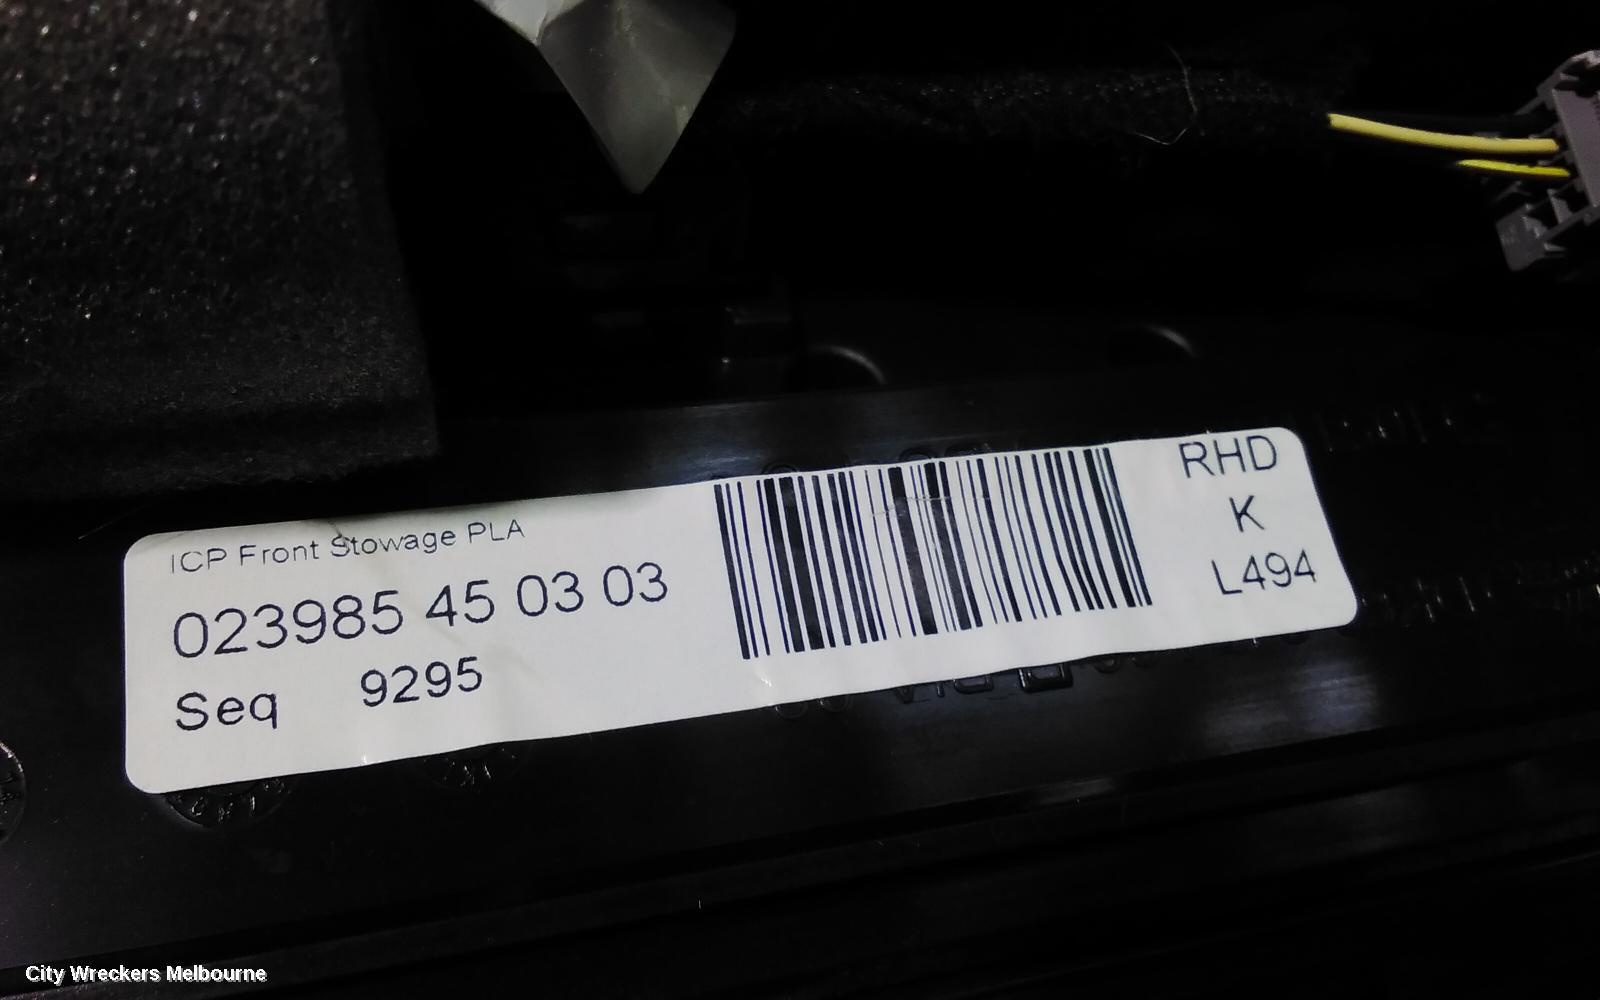 ICP Front Stowage PLA
023985 45 03 03
Seq 9295
RHD
K
L494
City Wreckers Melbourne